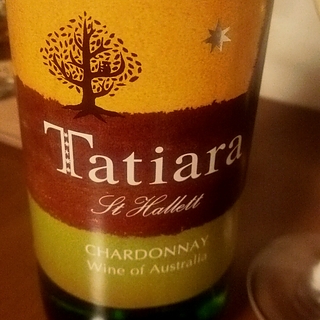 Tatiara
St Hallett
CHARDONNAY
Wine of Australia